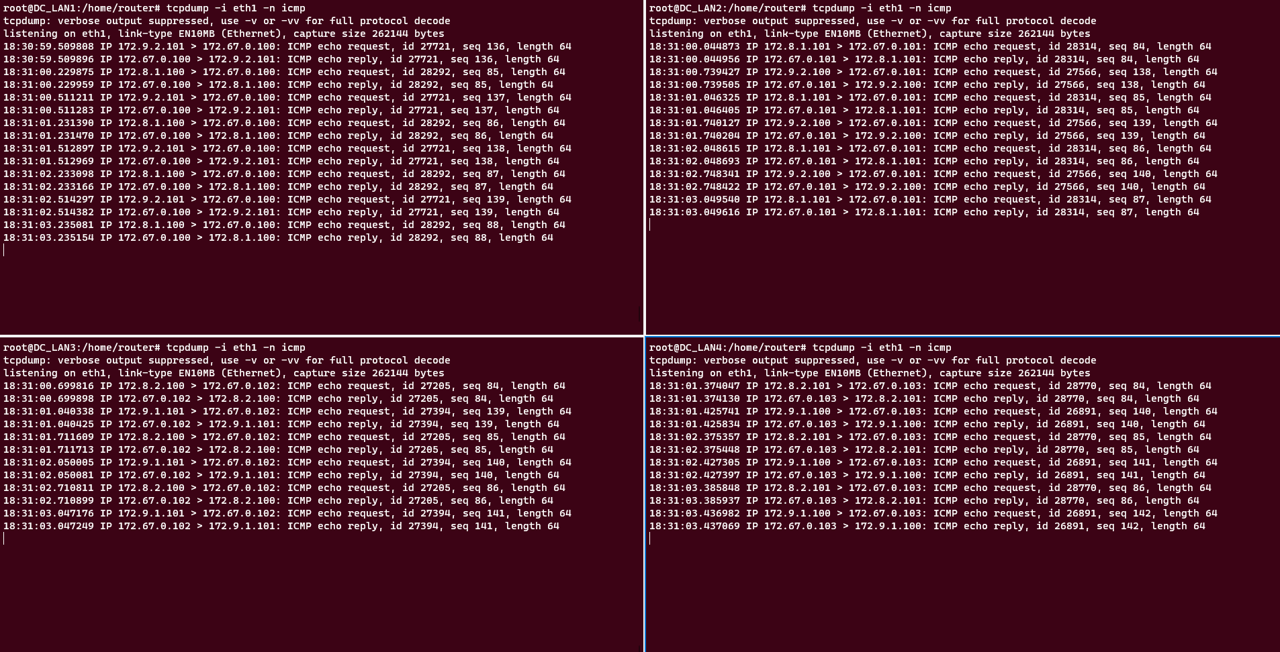 root@DC_LAN1:/home/router# tcpdump -i eth1 -n icmp
tcpdump: verbose output suppressed, use -v or -vv for full protocol decode
listening on eth1, link-type EN10MB (Ethernet), capture size 262144 bytes
18:30:59.509808 IP 172.9.2.101 > 172.67.0.100: ICMP echo request, id 27721, seq 136, length 64
18:30:59.509896 IP 172.67.0.100 > 172.9.2.101: ICMP echo reply, id 27721, seq 136, length 64
18:31:00.229875 IP 172.8.1.100 > 172.67.0.100: ICMP echo request, id 28292, seq 85, length 64
18:31:00.229959 IP 172.67.0.100 > 172.8.1.100: ICMP echo reply, id 28292, seq 85, length 64
18:31:00.511211 IP 172.9.2.101 > 172.67.0.100: ICMP echo request, id 27721, seq 137, length 64
18:31:00.511283 IP 172.67.0.100 > 172.9.2.101: ICMP echo reply, id 27721, seq 137, length 64
18:31:01.231390 IP 172.8.1.100 > 172.67.0.100: ICMP echo request, id 28292, seq 86, length 64
18:31:01.231470 IP 172.67.0.100 > 172.8.1.100: ICMP echo reply, id 28292, seq 86, length 64
18:31:01.512897 IP 172.9.2.101 > 172.67.0.100: ICMP echo request, id 27721, seq 138, length 64
18:31:01.512969 IP 172.67.0.100 > 172.9.2.101: ICMP echo reply, id 27721, seq 138, length 64
18:31:02.233098 IP 172.8.1.100 > 172.67.0.100: ICMP echo request, id 28292, seq 87, length 64
18:31:02.233166 IP 172.67.0.100 > 172.8.1.100: ICMP echo reply, id 28292, seq 87, length 64
18:31:02.514297 IP 172.9.2.101 > 172.67.0.100: ICMP echo request, id 27721, seq 139, length 64
18:31:02.514382 IP 172.67.0.100 > 172.9.2.101: ICMP echo reply, id 27721, seq 139, length 64
18:31:03.235081 IP 172.8.1.100 > 172.67.0.100: ICMP echo request, id 28292, seq 88, length 64
18:31:03.235154 IP 172.67.0.100 > 172.8.1.100: ICMP echo reply, id 28292, seq 88, length 64
root@DC_LAN2:/home/router# tcpdump -i eth1 -n icmp
tcpdump: verbose output suppressed, use -v or -vv for full protocol decode
listening on eth1, link-type EN10MB (Ethernet), capture size 262144 bytes
18:31:00.044873 IP 172.8.1.101 > 172.67.0.101: ICMP echo request, id 28314, seq 84, length 64
18:31:00.044956 IP 172.67.0.101 > 172.8.1.101: ICMP echo reply, id 28314, seq 84, length 64
18:31:00.739427 IP 172.9.2.100 > 172.67.0.101: ICMP echo request, id 27566, seq 138, length 64
18:31:00.739505 IP 172.67.0.101 > 172.9.2.100: ICMP echo reply, id 27566, seq 138, length 64
18:31:01.046325 IP 172.8.1.101 > 172.67.0.101: ICMP echo request, id 28314, seq 85, length 64
18:31:01.046405 IP 172.67.0.101 > 172.8.1.101: ICMP echo reply, id 28314, seq 85, length 64
18:31:01.740127 IP 172.9.2.100 > 172.67.0.101: ICMP echo request, id 27566, seq 139, length 64
18:31:01.740204 IP 172.67.0.101 > 172.9.2.100: ICMP echo reply, id 27566, seq 139, length 64
18:31:02.048615 IP 172.8.1.101 > 172.67.0.101: ICMP echo request, id 28314, seq 86, length 64
18:31:02.048693 IP 172.67.0.101 > 172.8.1.101: ICMP echo reply, id 28314, seq 86, length 64
18:31:02.748341 IP 172.9.2.100 > 172.67.0.101: ICMP echo request, id 27566, seq 140, length 64
18:31:02.748422 IP 172.67.0.101 > 172.9.2.100: ICMP echo reply, id 27566, seq 140, length 64
18:31:03.049540 IP 172.8.1.101 > 172.67.0.101: ICMP echo request, id 28314, seq 87, length 64
18:31:03.049616 IP 172.67.0.101 > 172.8.1.101: ICMP echo reply, id 28314, seq 87, length 64
root@DC_LAN3:/home/router# tcpdump -i eth1 -n icmp
tcpdump: verbose output suppressed, use -v or -vv for full protocol decode
listening on eth1, link-type EN10MB (Ethernet), capture size 262144 bytes
18:31:00.699816 IP 172.8.2.100 > 172.67.0.102: ICMP echo request, id 27205, seq 84, length 64
18:31:00.699898 IP 172.67.0.102 > 172.8.2.100: ICMP echo reply, id 27205, seq 84, length 64
18:31:01.040338 IP 172.9.1.101 > 172.67.0.102: ICMP echo request, id 27394, seq 139, length 64
18:31:01.040425 IP 172.67.0.102 > 172.9.1.101: ICMP echo reply, id 27394, seq 139, length 64
18:31:01.711609 IP 172.8.2.100 > 172.67.0.102: ICMP echo request, id 27205, seq 85, length 64
18:31:01.711713 IP 172.67.0.102 > 172.8.2.100: ICMP echo reply, id 27205, seq 85, length 64
18:31:02.050005 IP 172.9.1.101 > 172.67.0.102: ICMP echo request, id 27394, seq 140, length 64
18:31:02.050081 IP 172.67.0.102 > 172.9.1.101: ICMP echo reply, id 27394, seq 140, length 64
18:31:02.710811 IP 172.8.2.100 > 172.67.0.102: ICMP echo request, id 27205, seq 86, length 64
18:31:02.710899 IP 172.67.0.102 > 172.8.2.100: ICMP echo reply, id 27205, seq 86, length 64
18:31:03.047176 IP 172.9.1.101 > 172.67.0.102: ICMP echo request, id 27394, seq 141, length 64
18:31:03.047249 IP 172.67.0.102 > 172.9.1.101: ICMP echo reply, id 27394, seq 141, length 64
root@DC_LAN4:/home/router# tcpdump -i eth1 -n icmp
tcpdump: verbose output suppressed, use -v or -vv for full protocol decode
listening on eth1, link-type EN10MB (Ethernet), capture size 262144 bytes
18:31:01.374047 IP 172.8.2.101 > 172.67.0.103: ICMP echo request, id 28770, seq 84, length 64
18:31:01.374130 IP 172.67.0.103 > 172.8.2.101: ICMP echo reply, id 28770, seq 84, length 64
18:31:01.425741 IP 172.9.1.100 > 172.67.0.103: ICMP echo request, id 26891, seq 140, length 64
18:31:01.425834 IP 172.67.0.103 > 172.9.1.100: ICMP echo reply, id 26891, seq 140, length 64
18:31:02.375357 IP 172.8.2.101 > 172.67.0.103: ICMP echo request, id 28770, seq 85, length 64
18:31:02.375448 IP 172.67.0.103 > 172.8.2.101: ICMP echo reply, id 28770, seq 85, length 64
18:31:02.427305 IP 172.9.1.100 > 172.67.0.103: ICMP echo request, id 26891, seq 141, length 64
18:31:02.427397 IP 172.67.0.103 > 172.9.1.100: ICMP echo reply, id 26891, seq 141, length 64
18:31:03.385848 IP 172.8.2.101 > 172.67.0.103: ICMP echo request, id 28770, seq 86, length 64
18:31:03.385937 IP 172.67.0.103 > 172.8.2.101: ICMP echo reply, id 28770, seq 86, length 64
18:31:03.436982 IP 172.9.1.100 > 172.67.0.103: ICMP echo request, id 26891, seq 142, length 64
18:31:03.437069 IP 172.67.0.103 > 172.9.1.100: ICMP echo reply, id 26891, seq 142, length 64